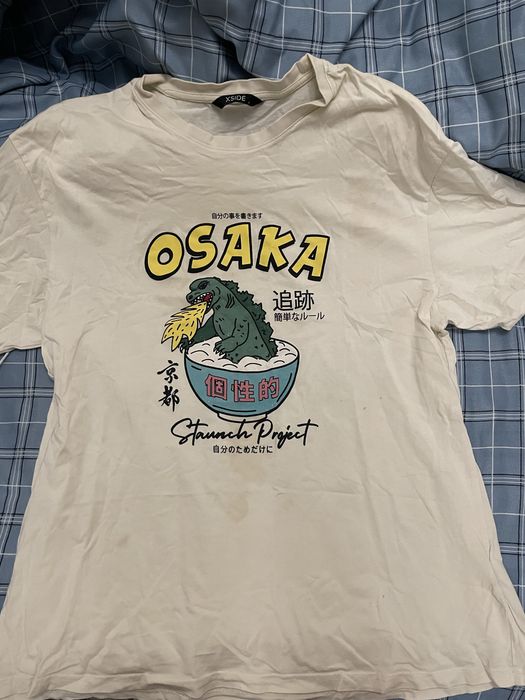 XSIDE
自分の事を書きます
OSAKA
追跡
簡単なルール
京都
個性的
Staunch Project
自分のためだけに